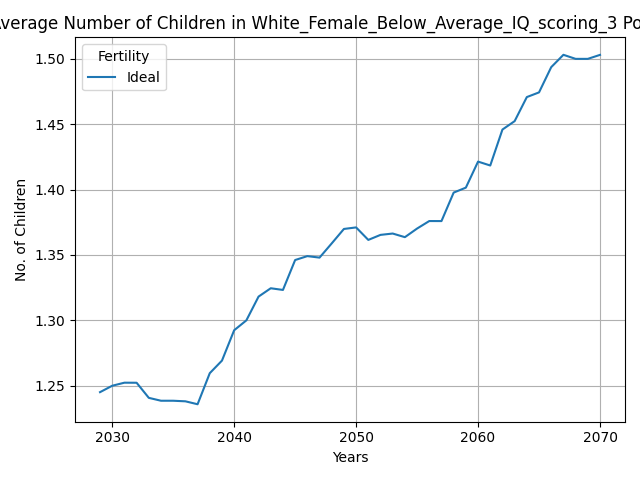 Average Number of Children in White_Female_Below_Average_IQ_scoring_3 Po
Fertility
Ideal
No. of Children
1.50
1.45
1.40
1.35
1.30
1.25
2030 2040 2050 2060 2070
Years